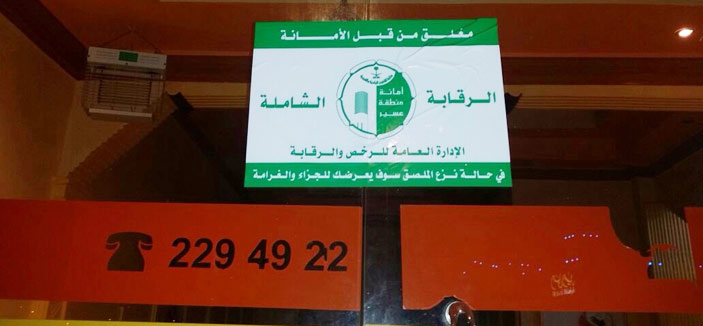 مغلق من قبل الأمانة
الرقابة الشاملة
أمانة
منطقة
عسير
الإدارة العامة للرخص والرقابة
في حالة نزع الملصق سوف يعرضك للجزاء والغرامة
229 49 22